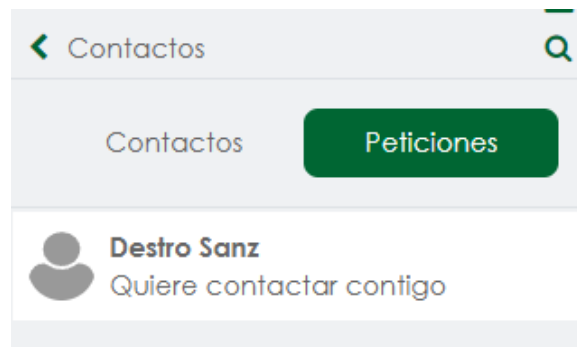 Contactos
Contactos Peticiones
Destro Sanz
Quiere contactar contigo